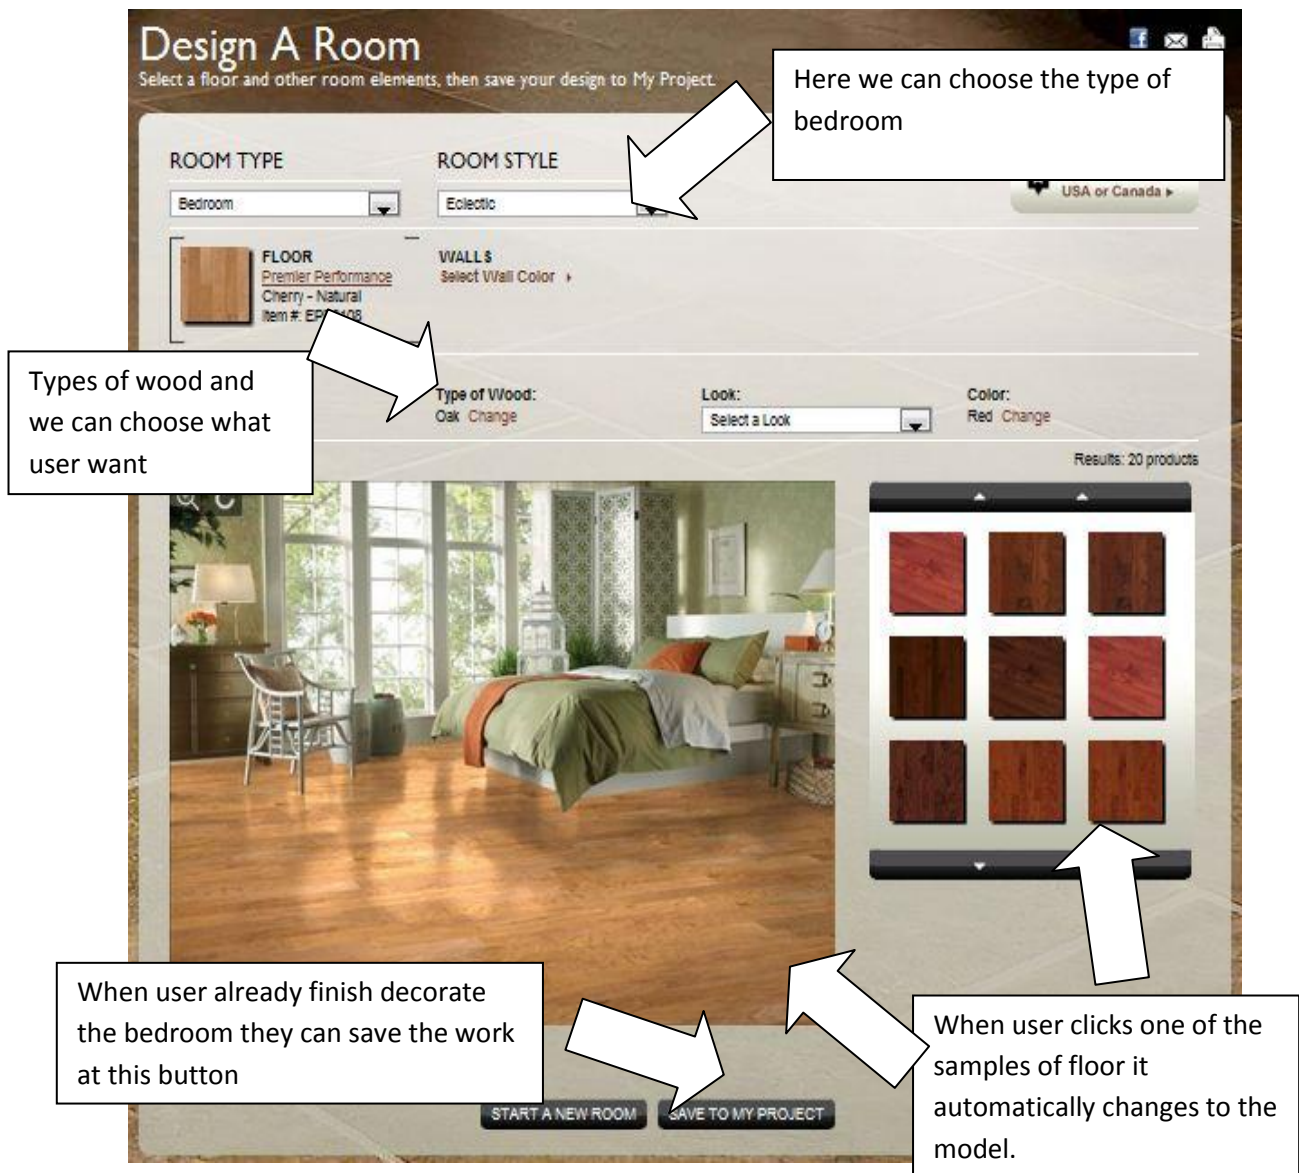 Design A Room
Select a floor and other room elements, then save your design to My Project.
Here we can choose the type of
bedroom
ROOM TYPE
ROOM STYLE
Bedroom
Eclectic
USA or Canada
FLOOR
Premier Performance
Cherry - Natural
Item #:
WALLS
Select Wall Color
Types of wood and
we can choose what
user want
Type of Wood:
Oak Change
Look:
Select a Look
Color:
Red Change
Results: 20 products
When user already finish decorate
the bedroom they can save the work
at this button
When user clicks one of the
samples of floor it
automatically changes to the
model.
START A NEW ROOM
SAVE TO MY PROJECT